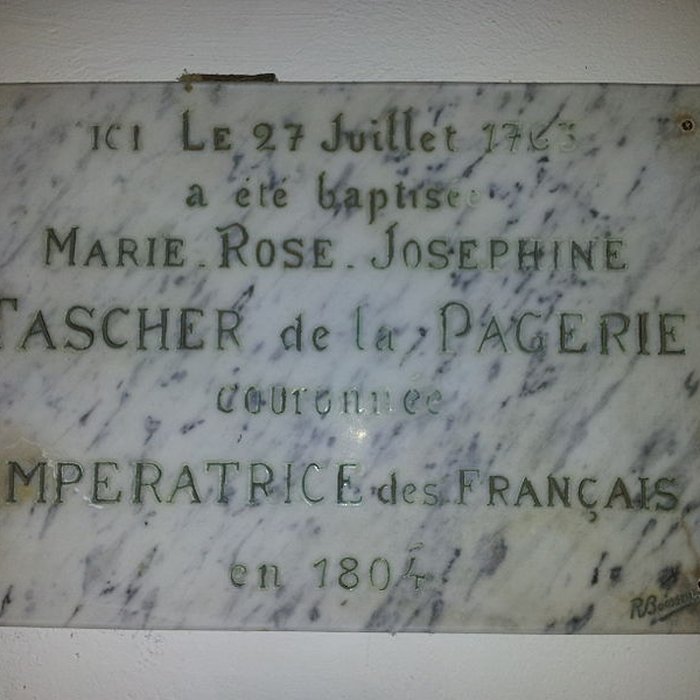 ICI LE 27 Juillet 1763
a été baptisée
MARIE.ROSE.JOSEPHINE
TASCHER de la PAGERIE
couronnée
IMPERATRICE des FRANÇAIS
en 1804